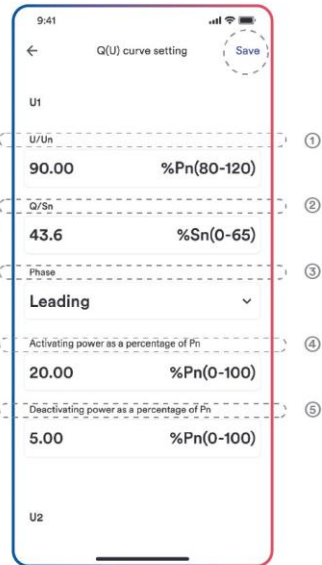 9:41
Q(U) curve setting Save
U1
U/Un ①
90.00 %Pn(80-120)
Q/Sn ②
43.6 %Sn(0-65)
Phase ③
Leading
Activating power as a percentage of Pn ④
20.00 %Pn(0-100)
Deactivating power as a percentage of Pn ⑤
5.00 %Pn(0-100)
U2